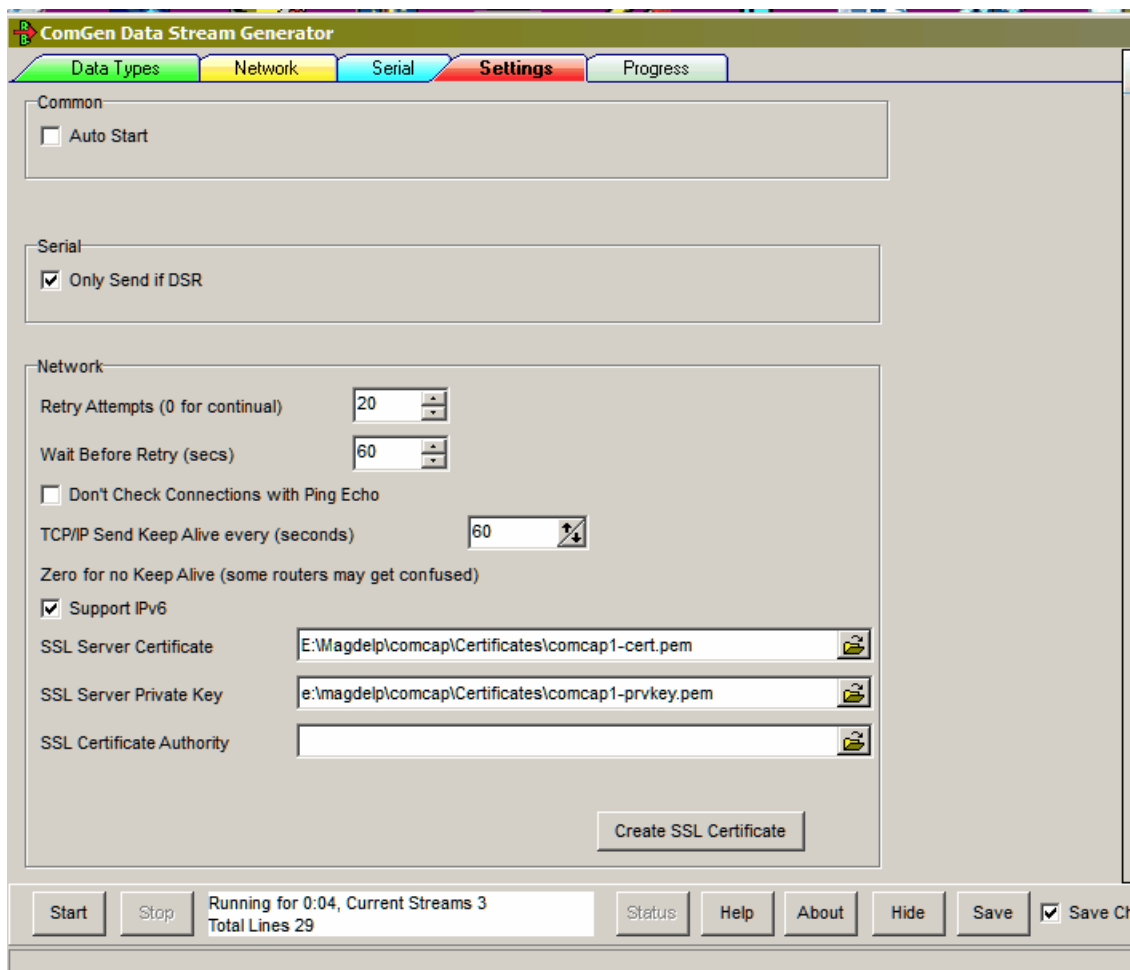 ComGen Data Stream Generator
Data Types Network Serial Settings Progress
Common
Auto Start
Serial
Only Send if DSR
Network
Retry Attempts (0 for continual) 20
Wait Before Retry (secs) 60
Don't Check Connections with Ping Echo
TCP/IP Send Keep Alive every (seconds) 60
Zero for no Keep Alive (some routers may get confused)
Support IPv6
SSL Server Certificate E:\Magdelp\comcap\Certificates\comcap1-cert.pem
SSL Server Private Key e:\magdelp\comcap\Certificates\comcap1-prvkey.pem
SSL Certificate Authority
Create SSL Certificate
Start Stop Running for 0:04, Current Streams 3 Status Help About Hide Save Save Ch
Total Lines 29